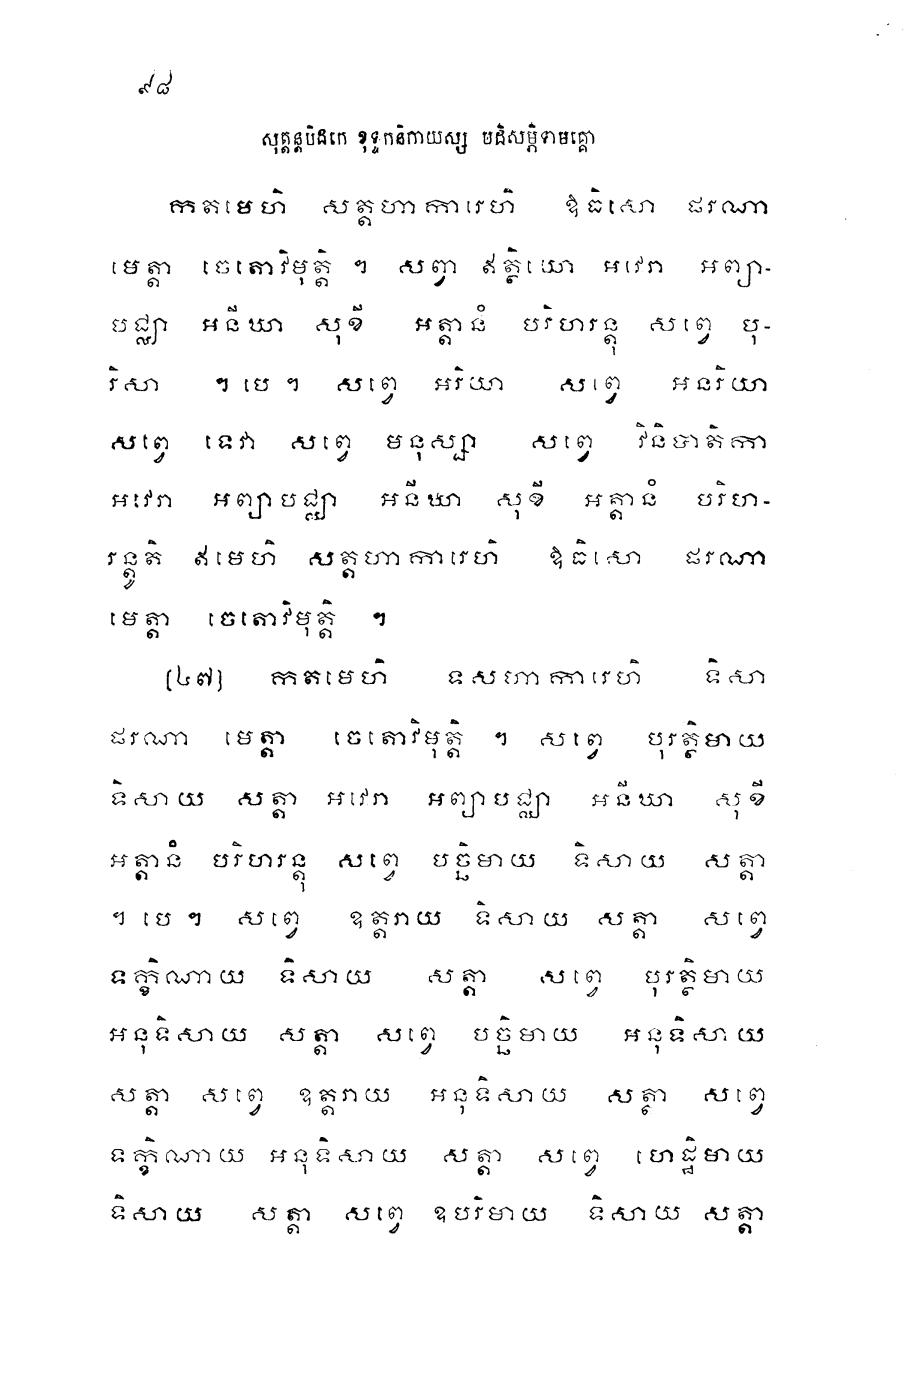 ៩៨
សុត្តន្តបិដកេ ខុទ្ទកនិកាយស្ស បដិសម្ភិទាមគ្គោ
កតមេហិ សត្តហាការេហិ ឱធិសោ ផរណា
មេត្តា ចេតោវិមុត្តិ ។ សព្វា ឥត្ថិយោ អវេរា អព្យា-
បជ្ឈា អនីឃា សុខី អត្តានំ បរិហរន្តុ សព្វេ បុ-
រិសា ។ បេ ។ សព្វេ អរិយា សព្វេ អនរិយា
សព្វេ ទេវា សព្វេ មនុស្សា សព្វេ វិនិបាតិកា
អវេរា អព្យាបជ្ឈា អនីឃា សុខី អត្តានំ បរិហ-
រន្តូតិ ឥមេហិ សត្តហាការេហិ ឱធិសោ ផរណា
មេត្តា ចេតោវិមុត្តិ ។
[៤៧] កតមេហិ ទសហាការេហិ ទិសា
ផរណា មេត្តា ចេតោវិមុត្តិ ។ សព្វេ បុរត្ថិមាយ
ទិសាយ សត្តា អវេរា អព្យាបជ្ឈា អនីឃា សុខី
អត្តានំ បរិហរន្តុ សព្វេ បច្ឆិមាយ ទិសាយ សត្តា
។ បេ ។ សព្វេ ឧត្តរាយ ទិសាយ សត្តា សព្វេ
ទក្ខិណាយ ទិសាយ សត្តា សព្វេ បុរត្ថិមាយ
អនុទិសាយ សត្តា សព្វេ បច្ឆិមាយ អនុទិសាយ
សត្តា សព្វេ ឧត្តរាយ អនុទិសាយ សត្តា សព្វេ
ទក្ខិណាយ អនុទិសាយ សត្តា សព្វេ ហេដ្ឋិមាយ
ទិសាយ សត្តា សព្វេ ឧបរិមាយ ទិសាយ សត្តា